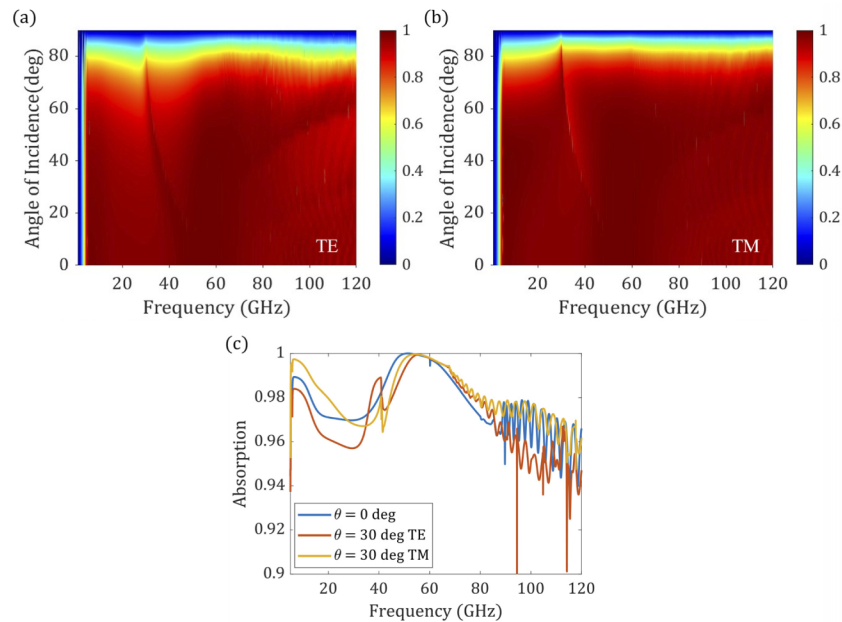 (a)
(b)
Angle of Incidence(deg)
80
60
40
20
0
20 40 60 80 100 120
Frequency (GHz)
TE
1
0.8
0.6
0.4
0.2
0
Angle of Incidence(deg)
80
60
40
20
0
20 40 60 80 100 120
Frequency (GHz)
TM
1
0.8
0.6
0.4
0.2
0
(c)
Absorption
1
0.98
0.96
0.94
0.92
0.9
θ = 0 deg
θ = 30 deg TE
θ = 30 deg TM
20 40 60 80 100 120
Frequency (GHz)